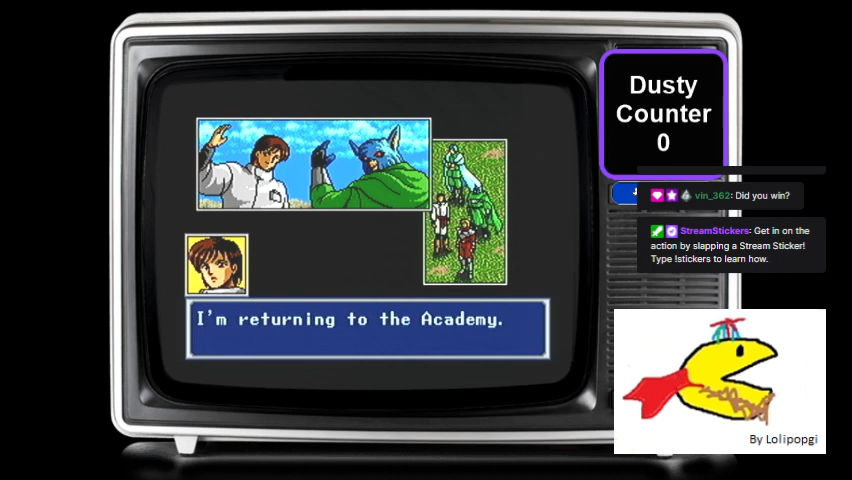 Dusty
Counter
0
vin_362: Did you win?
StreamStickers: Get in on the
action by slapping a Stream Sticker!
Type !stickers to learn how.
I'm returning to the Academy.
By Lolipopgi